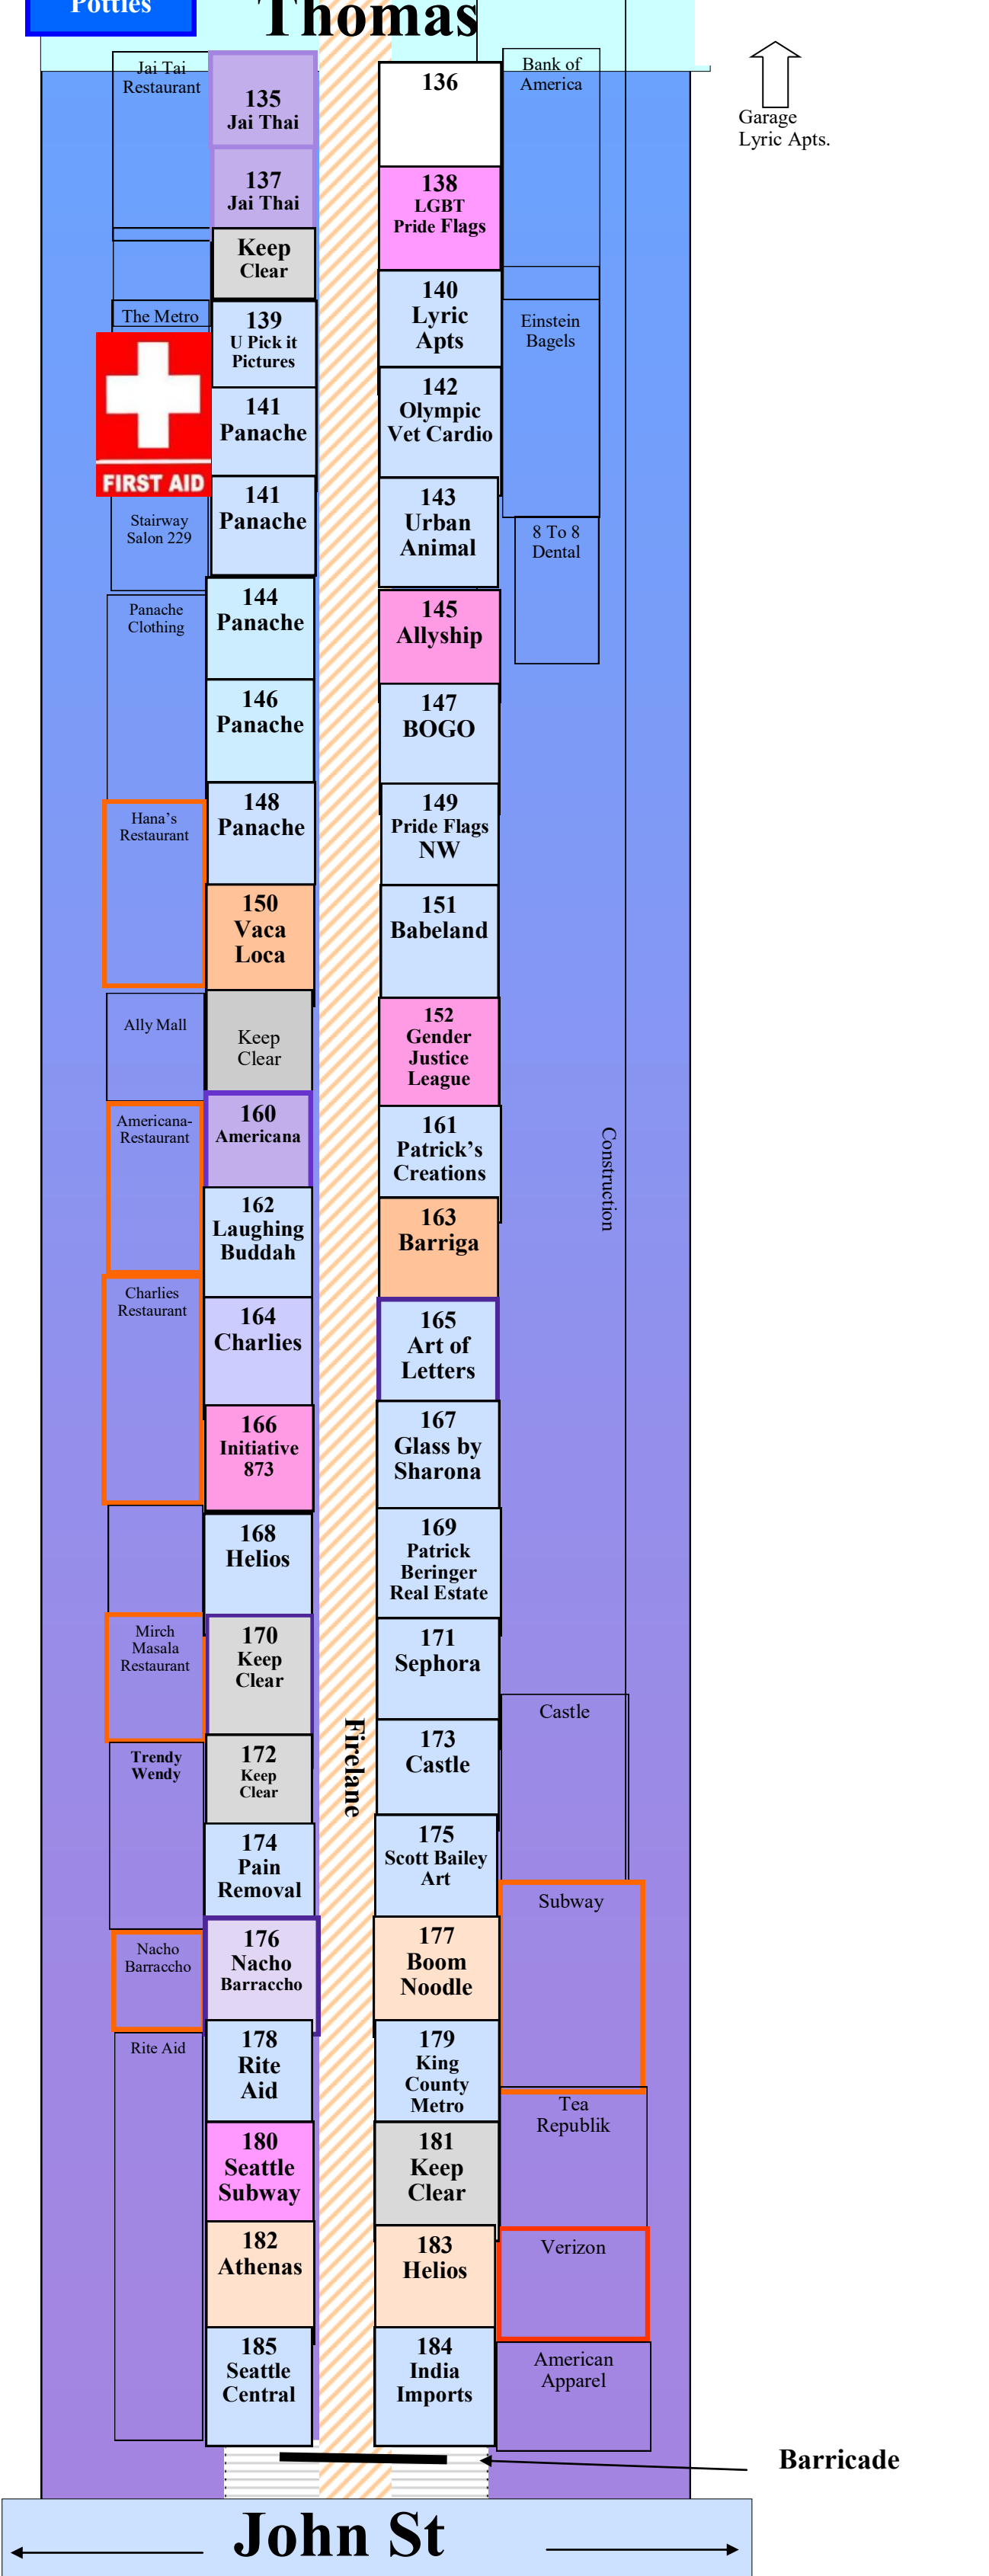 Potties
Thomas
Jai Tai
Restaurant
135
Jai Thai
136
Bank of
America
Garage
Lyric Apts.
137
Jai Thai
138
LGBT
Pride Flags
Keep
Clear
The Metro
139
U Pick it
Pictures
140
Lyric
Apts
Einstein
Bagels
FIRST AID
141
Panache
142
Olympic
Vet Cardio
Stairway
Salon 229
141
Panache
143
Urban
Animal
8 To 8
Dental
Panache
Clothing
144
Panache
145
Allyship
146
Panache
147
BOGO
Hana's
Restaurant
148
Panache
149
Pride Flags
NW
150
Vaca
Loca
151
Babeland
Ally Mall
Keep
Clear
152
Gender
Justice
League
Americana-
Restaurant
160
Americana
161
Patrick's
Creations
Construction
162
Laughing
Buddah
163
Barriga
Charlies
Restaurant
164
Charlies
165
Art of
Letters
166
Initiative
873
167
Glass by
Sharona
168
Helios
169
Patrick
Beringer
Real Estate
Mirch
Masala
Restaurant
170
Keep
Clear
171
Sephora
Castle
Trendy
Wendy
172
Keep
Clear
Firelane
173
Castle
174
Pain
Removal
175
Scott Bailey
Art
Subway
Nacho
Barraccho
176
Nacho
Barraccho
177
Boom
Noodle
Rite Aid
178
Rite
Aid
179
King
County
Metro
Tea
Republik
180
Seattle
Subway
181
Keep
Clear
182
Athenas
183
Helios
Verizon
185
Seattle
Central
184
India
Imports
American
Apparel
Barricade
John St